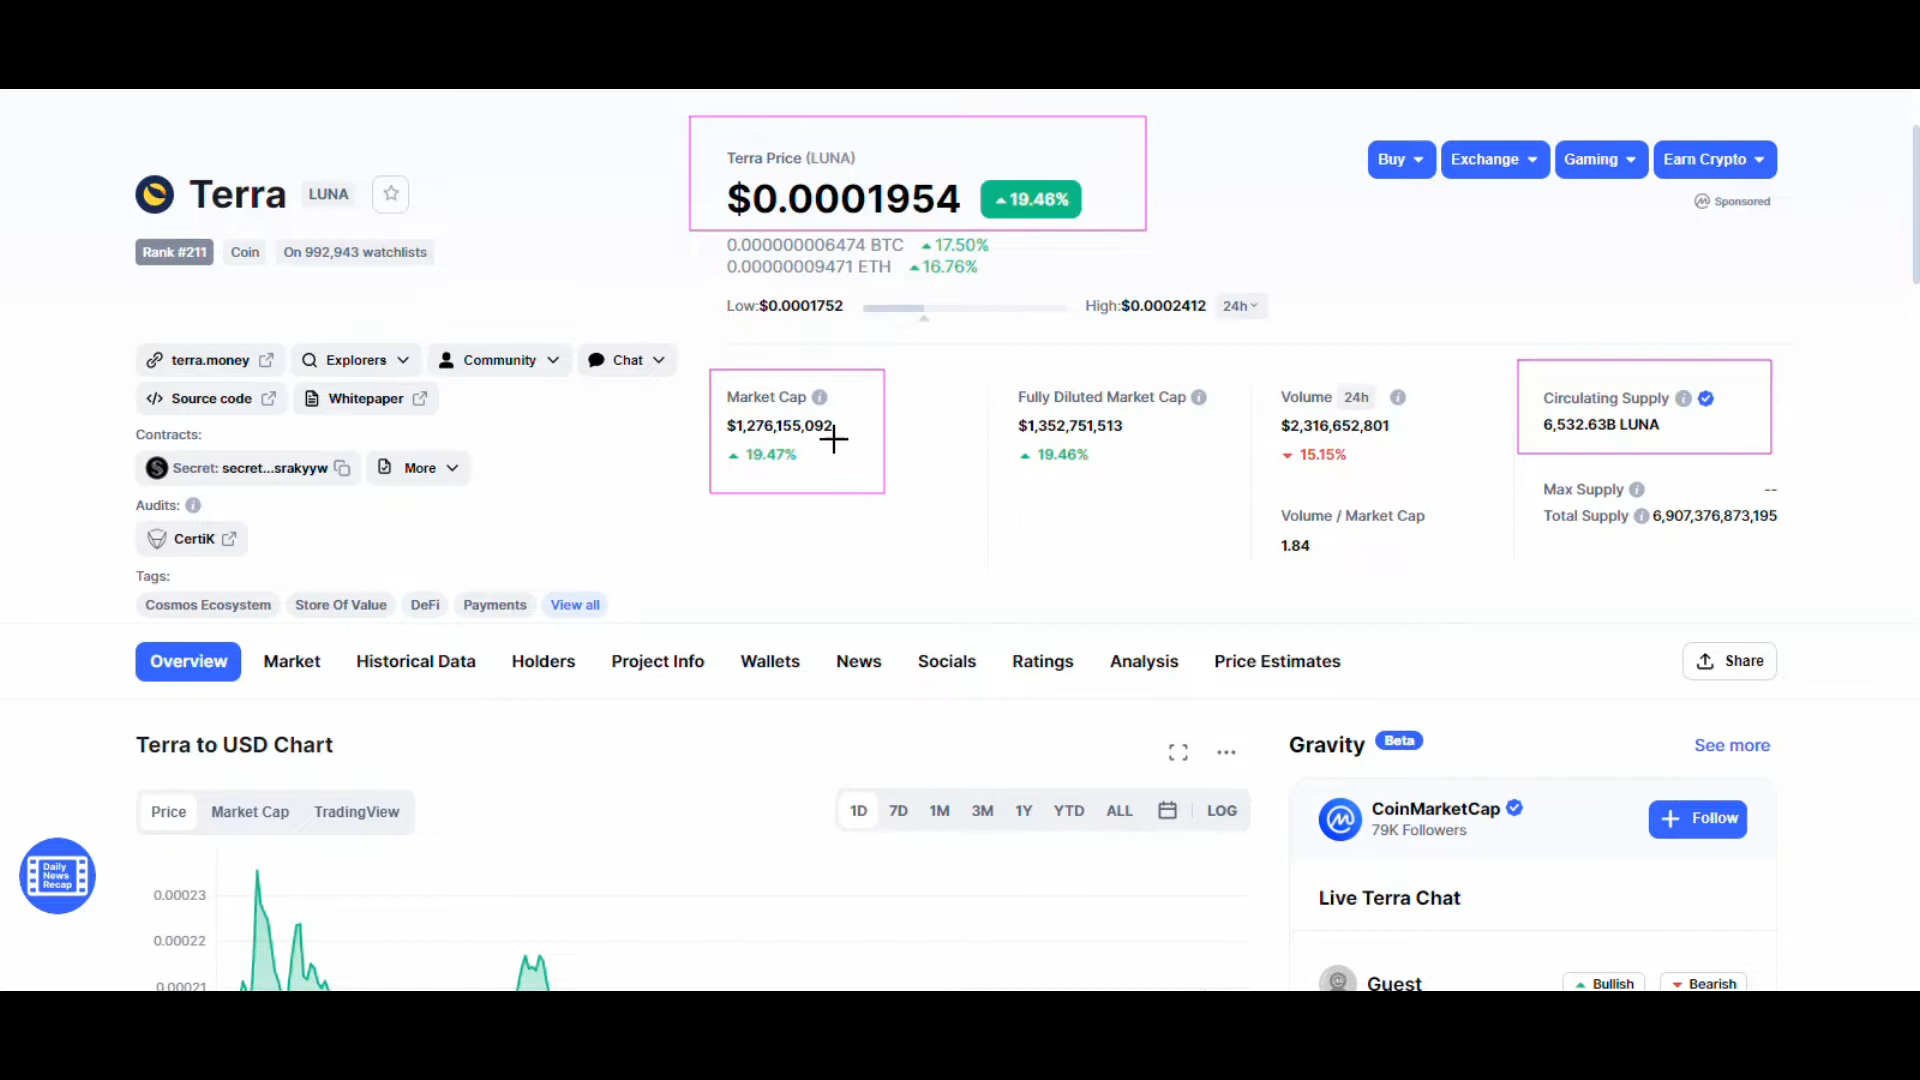 Terra LUNA
Rank #211 Coin On 992,943 watchlists
terra.money Explorers Community Chat
</> Source code Whitepaper
Contracts:
Secret: secret...srakyyw More
Audits:
CertiK
Tags:
Cosmos Ecosystem Store Of Value DeFi Payments View all
Terra Price (LUNA)
$0.0001954 19.46%
0.000000006474 BTC 17.50%
0.00000009471 ETH 16.76%
Low:$0.0001752 High:$0.0002412 24h
Buy Exchange Gaming Earn Crypto
Sponsored
Market Cap
$1,276,155,092
19.47%
Fully Diluted Market Cap
$1,352,751,513
19.46%
Volume 24h
$2,316,652,801
15.15%
Volume / Market Cap
1.84
Circulating Supply
6,532.63B LUNA
Max Supply --
Total Supply 6,907,376,873,195
Overview Market Historical Data Holders Project Info Wallets News Socials Ratings Analysis Price Estimates Share
Terra to USD Chart
Price Market Cap TradingView
1D 7D 1M 3M 1Y YTD ALL LOG
0.00023
0.00022
0.00021
Daily
News
Recap
Gravity Beta See more
CoinMarketCap
79K Followers
+ Follow
Live Terra Chat
Guest Bullish Bearish